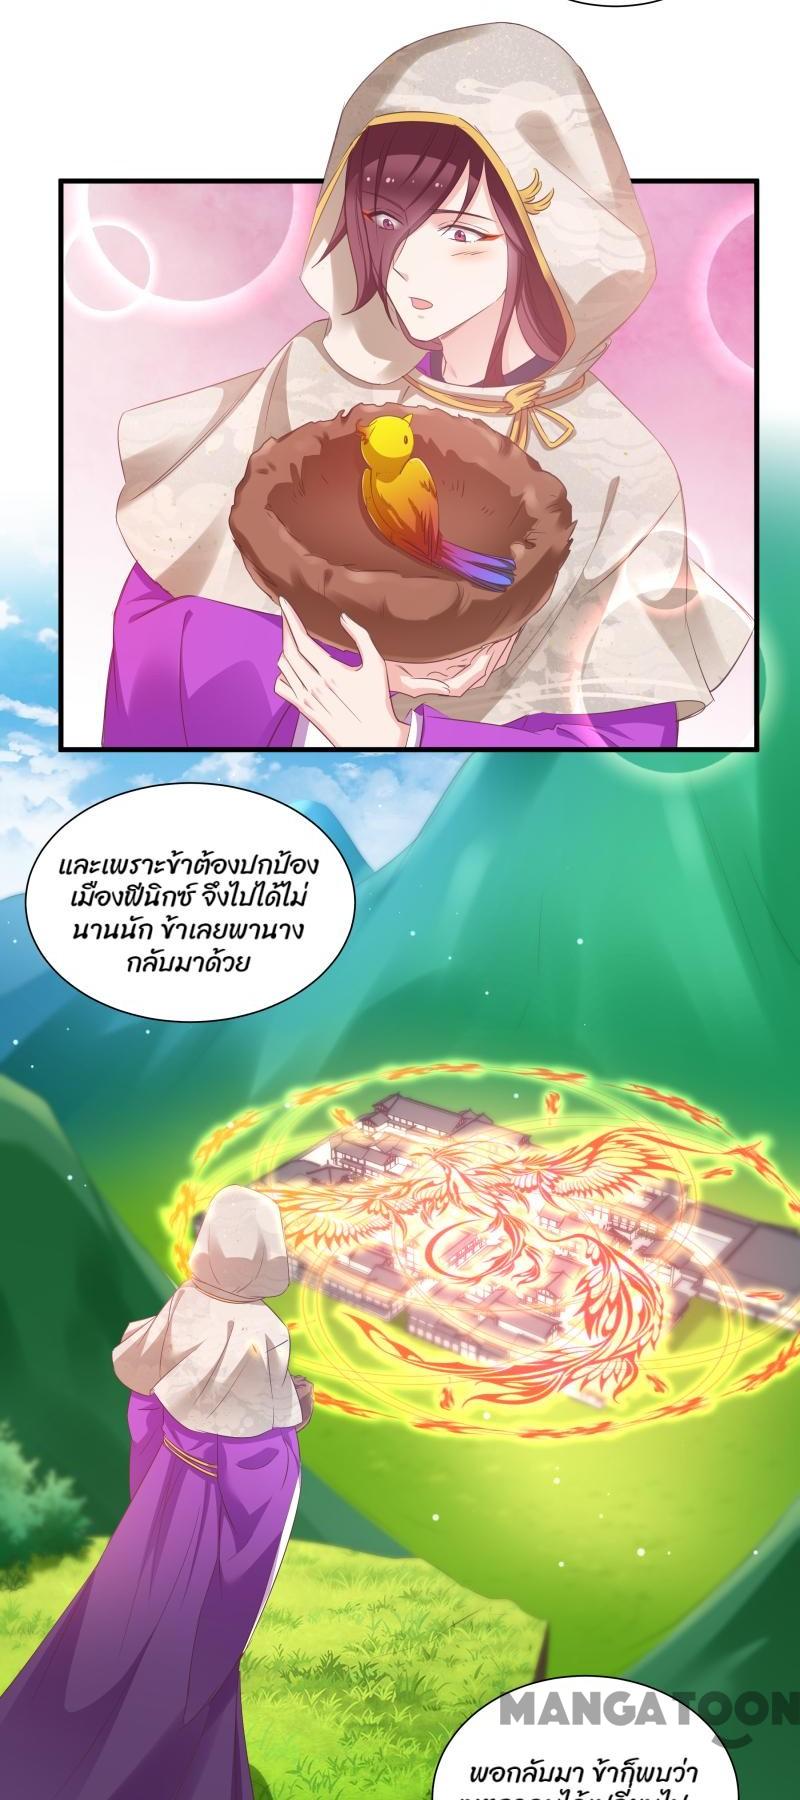 และเพราะข้าต้องปกป้อง
เมืองฟีนิกซ์ จึงไปได้ไม่
นานนัก ข้าเลยพานาง
กลับมาด้วย
MANGATOON
พอกลับมา ข้าก็พบว่า